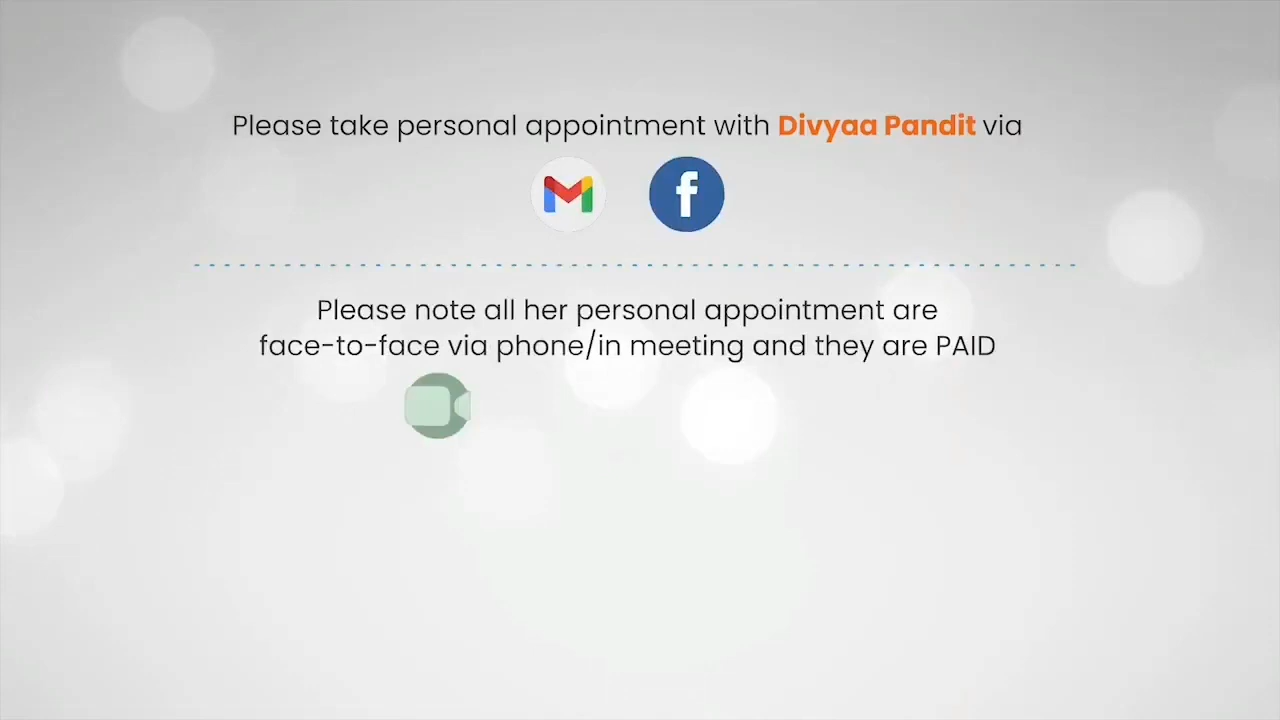 Please take personal appointment with Divyaa Pandit via
Please note all her personal appointment are
face-to-face via phone/in meeting and they are PAID